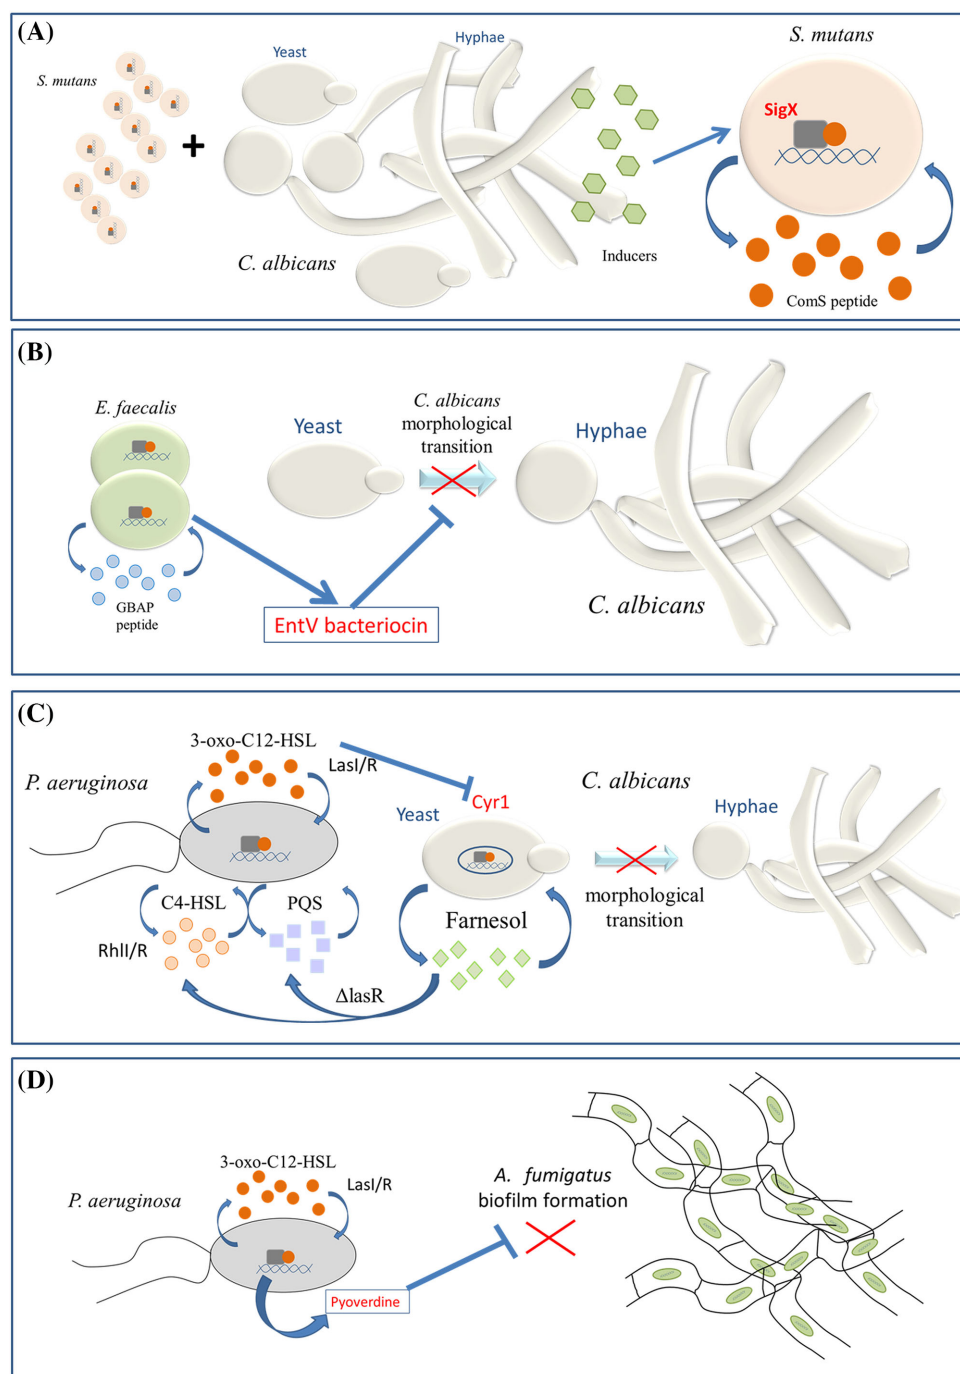 (A)
S. mutans
+
Yeast
Hyphae
C. albicans
Inducers
S. mutans
SigX
ComS peptide
(B)
E. faecalis
GBAP
peptide
Yeast
C. albicans
morphological
transition
Hyphae
EntV bacteriocin
C. albicans
(C)
P. aeruginosa
3-oxo-C12-HSL
LasI/R
C4-HSL
PQS
RhlI/R
Yeast
Cyr1
Farnesol
ΔlasR
C. albicans
morphological
transition
Hyphae
(D)
P. aeruginosa
3-oxo-C12-HSL
LasI/R
Pyoverdine
A. fumigatus
biofilm formation